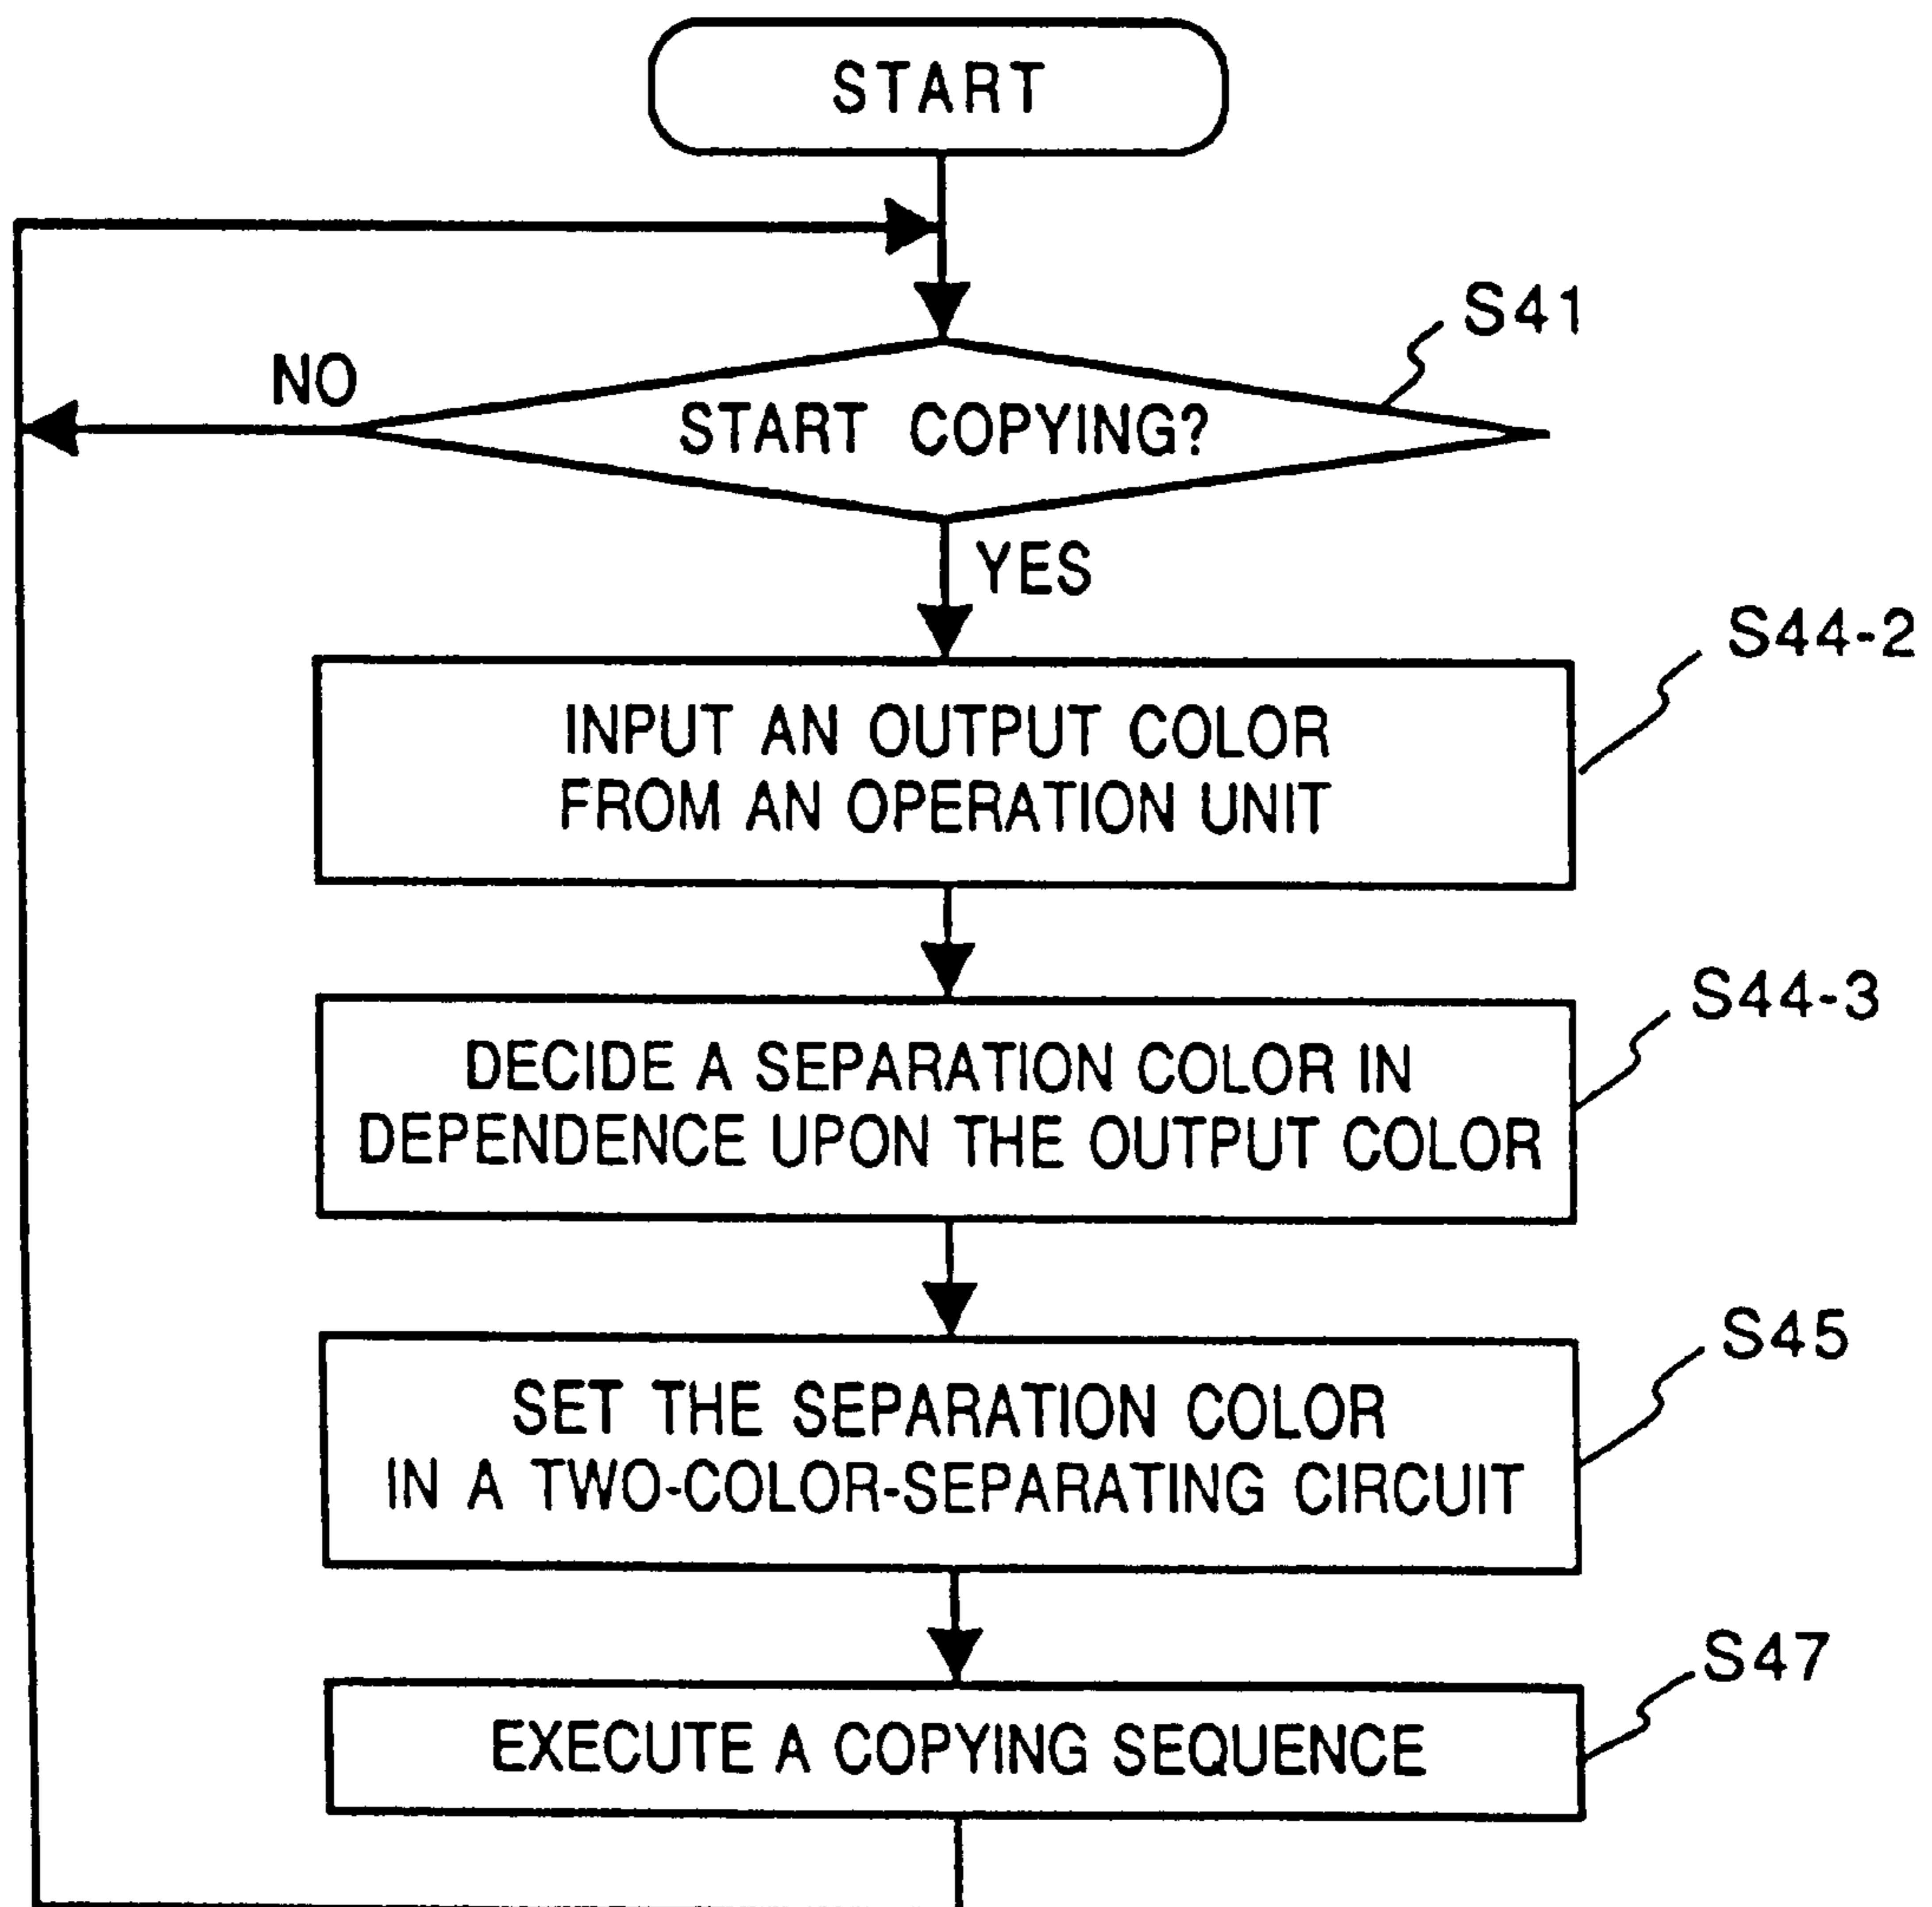 START
S41
NO
START COPYING?
YES
S44-2
INPUT AN OUTPUT COLOR
FROM AN OPERATION UNIT
S44-3
DECIDE A SEPARATION COLOR IN
DEPENDENCE UPON THE OUTPUT COLOR
S45
SET THE SEPARATION COLOR
IN A TWO-COLOR-SEPARATING CIRCUIT
S47
EXECUTE A COPYING SEQUENCE